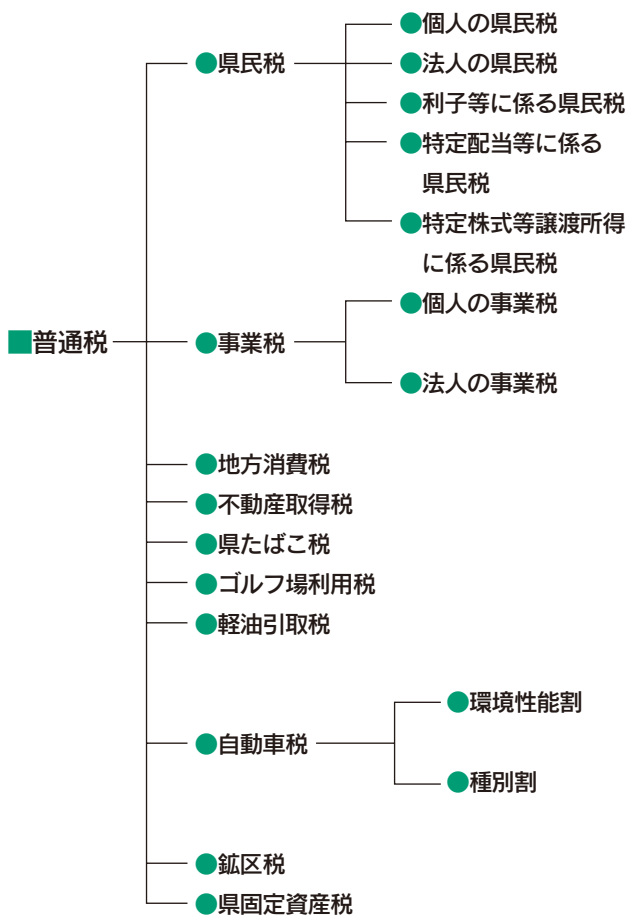 ■普通税
●県民税
●個人の県民税
●法人の県民税
●利子等に係る県民税
●特定配当等に係る
県民税
●特定株式等譲渡所得
に係る県民税
●事業税
●個人の事業税
●法人の事業税
●地方消費税
●不動産取得税
●県たばこ税
●ゴルフ場利用税
●軽油引取税
●自動車税
●環境性能割
●種別割
●鉱区税
●県固定資産税